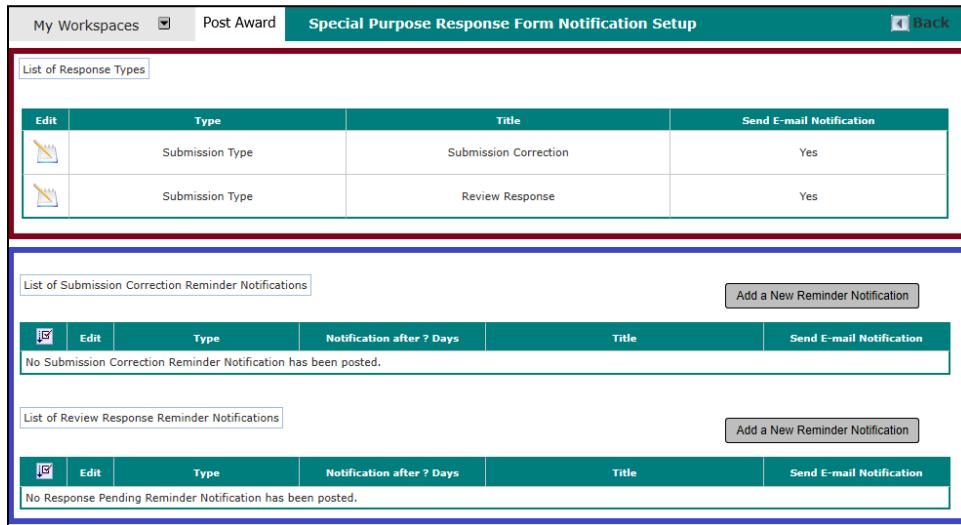 My Workspaces Post Award Special Purpose Response Form Notification Setup Back
List of Response Types
Edit Type Title Send E-mail Notification
Submission Type Submission Correction Yes
Submission Type Review Response Yes
List of Submission Correction Reminder Notifications
Add a New Reminder Notification
Edit Type Notification after ? Days Title Send E-mail Notification
No Submission Correction Reminder Notification has been posted.
List of Review Response Reminder Notifications
Add a New Reminder Notification
Edit Type Notification after ? Days Title Send E-mail Notification
No Response Pending Reminder Notification has been posted.